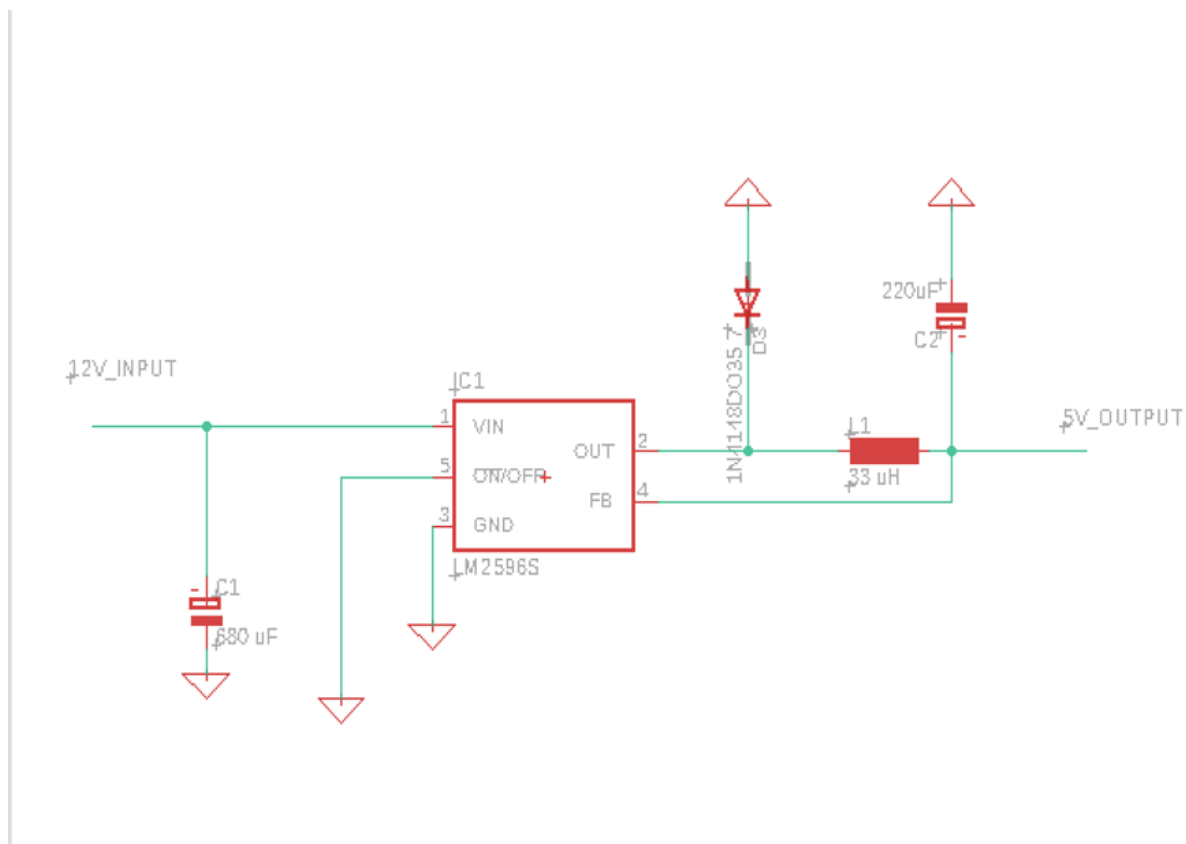 12V_INPUT
IC1
1
VIN
5
ON/OFF
3
GND
OUT
2
FB
4
LM2596S
-
C1
680 uF
1N4148DO35_7
D3
L1
33 uH
220uF
C2
-
5V_OUTPUT